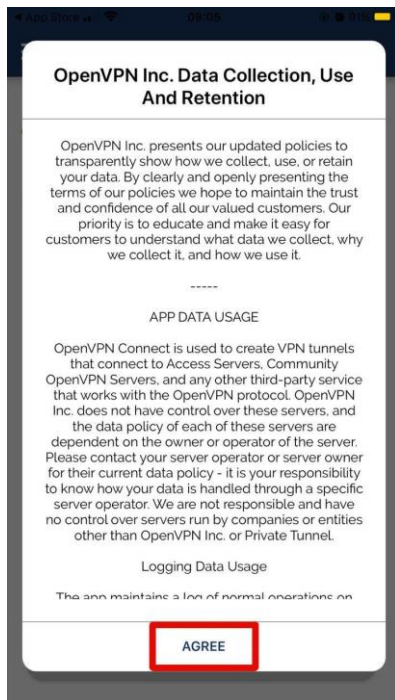 App Store 09:05 91%
OpenVPN Inc. Data Collection, Use
And Retention
OpenVPN Inc. presents our updated policies to
transparently show how we collect, use, or retain
your data. By clearly and openly presenting the
terms of our policies we hope to maintain the trust
and confidence of all our valued customers. Our
priority is to educate and make it easy for
customers to understand what data we collect, why
we collect it, and how we use it.
-----
APP DATA USAGE
OpenVPN Connect is used to create VPN tunnels
that connect to Access Servers, Community
OpenVPN Servers, and any other third-party service
that works with the OpenVPN protocol. OpenVPN
Inc. does not have control over these servers, and
the data policy of each of these servers are
dependent on the owner or operator of the server.
Please contact your server operator or server owner
for their current data policy - it is your responsibility
to know how your data is handled through a specific
server operator. We are not responsible and have
no control over servers run by companies or entities
other than OpenVPN Inc. or Private Tunnel.
Logging Data Usage
The app maintains a log of normal operations on
AGREE